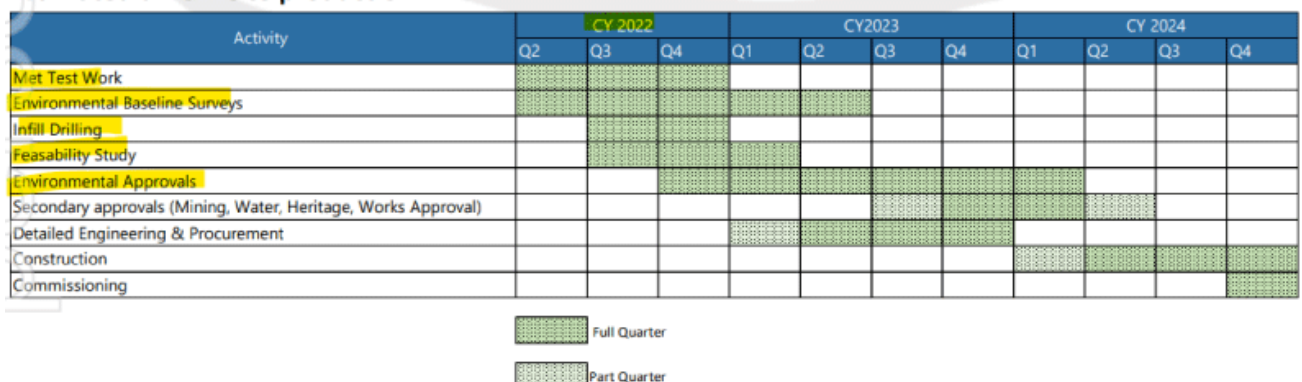 CY 2022 CY2023 CY 2024
Activity
Q2 Q3 Q4 Q1 Q2 Q3 Q4 Q1 Q2 Q3 Q4
Met Test Work
Environmental Baseline Surveys
Infill Drilling
Feasability Study
Environmental Approvals
Secondary approvals (Mining, Water, Heritage, Works Approval)
Detailed Engineering & Procurement
Construction
Commissioning
Full Quarter
Part Quarter